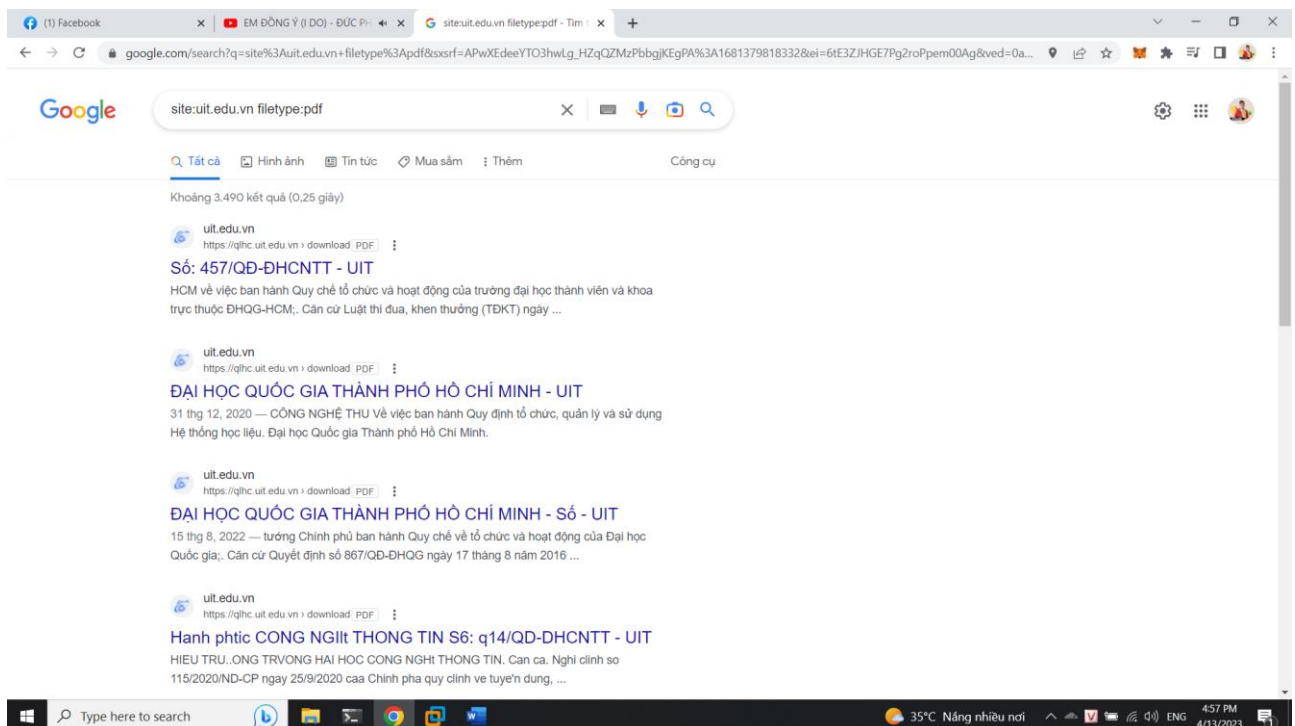 (1) Facebook
EM ĐỒNG Ý (I DO) - ĐỨC PH
site:uit.edu.vn filetype:pdf - Tìm t
google.com/search?q=site%3Auit.edu.vn+filetype%3Apdf&sxsrf=APwXEdeeYTO3hwLg_HZqQZMzPbbgjKEgPA%3A1681379818332&ei=6tE3ZJHGE7Pg2roPpem00Ag&ved=0a...
Google
site:uit.edu.vn filetype:pdf
Tất cả
Hình ảnh
Tin tức
Mua sắm
Thêm
Công cụ
Khoảng 3.490 kết quả (0,25 giây)
uit.edu.vn
https://qlhc.uit.edu.vn › download PDF
Số: 457/QĐ-ĐHCNTT - UIT
HCM về việc ban hành Quy chế tổ chức và hoạt động của trường đại học thành viên và khoa
trực thuộc ĐHQG-HCM;. Căn cứ Luật thi đua, khen thưởng (TĐKT) ngày ...
uit.edu.vn
https://qlhc.uit.edu.vn › download PDF
ĐẠI HỌC QUỐC GIA THÀNH PHỐ HỒ CHÍ MINH - UIT
31 thg 12, 2020 — CÔNG NGHỆ THU Về việc ban hành Quy định tổ chức, quản lý và sử dụng
Hệ thống học liệu. Đại học Quốc gia Thành phố Hồ Chí Minh.
uit.edu.vn
https://qlhc.uit.edu.vn › download PDF
ĐẠI HỌC QUỐC GIA THÀNH PHỐ HỒ CHÍ MINH - Số - UIT
15 thg 8, 2022 — tướng Chính phủ ban hành Quy chế về tổ chức và hoạt động của Đại học
Quốc gia;. Căn cứ Quyết định số 867/QĐ-ĐHQG ngày 17 tháng 8 năm 2016 ...
uit.edu.vn
https://qlhc.uit.edu.vn › download PDF
Hanh phtic CONG NGIlt THONG TIN S6: q14/QD-DHCNTT - UIT
HIEU TRU..ONG TRVONG HAI HOC CONG NGHt THONG TIN. Can ca. Nghi clinh so
115/2020/ND-CP ngay 25/9/2020 caa Chinh pha quy clinh ve tuye'n dung, ...
Type here to search
35°C Nắng nhiều nơi
ENG
4:57 PM
4/13/2023